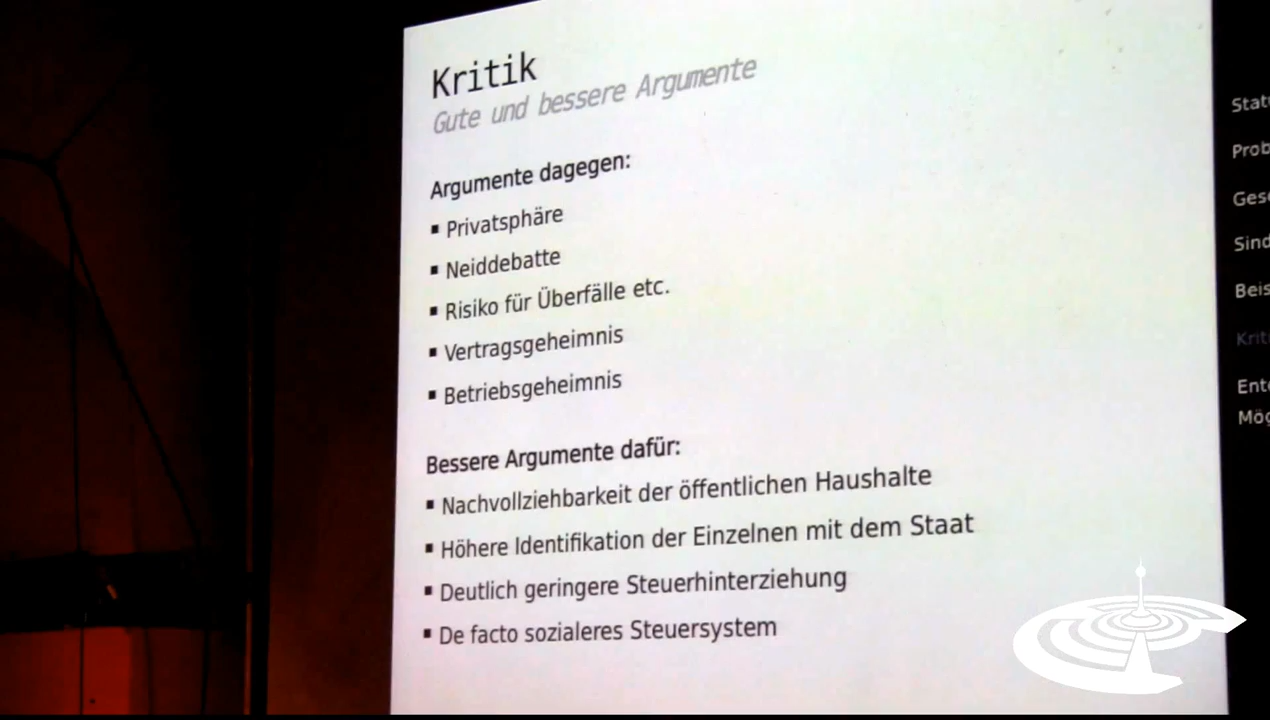 Kritik
Gute und bessere Argumente
Argumente dagegen:
▪ Privatsphäre
▪ Neiddebatte
▪ Risiko für Überfälle etc.
▪ Vertragsgeheimnis
▪ Betriebsgeheimnis
Bessere Argumente dafür:
▪ Nachvollziehbarkeit der öffentlichen Haushalte
▪ Höhere Identifikation der Einzelnen mit dem Staat
▪ Deutlich geringere Steuerhinterziehung
▪ De facto sozialeres Steuersystem